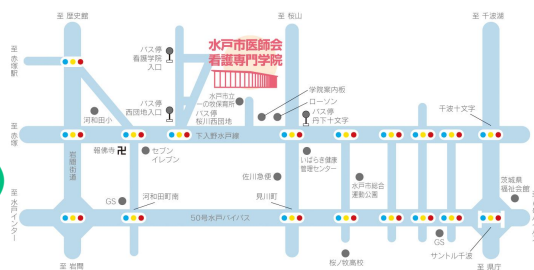 至 歴史館
至 桜山
至 千波湖
至 赤塚駅
バス停
看護学院
入口
水戸市医師会
看護専門学院
水戸市立
一の牧保育所
学院案内板
ローソン
バス停
西団地入口
バス停
桜川西団地
バス停
丹下十文字
河和田小
千波十文字
至 赤塚
下入野水戸線
報佛寺
セブン
イレブン
岩間街道
いばらき健康
管理センター
佐川急便
水戸市総合
運動公園
茨城県
福祉会館
GS
河和田町南
見川町
至 水戸インター
50号水戸バイパス
GS
サントル千波
桜ノ牧高校
至 岩間
至 県庁